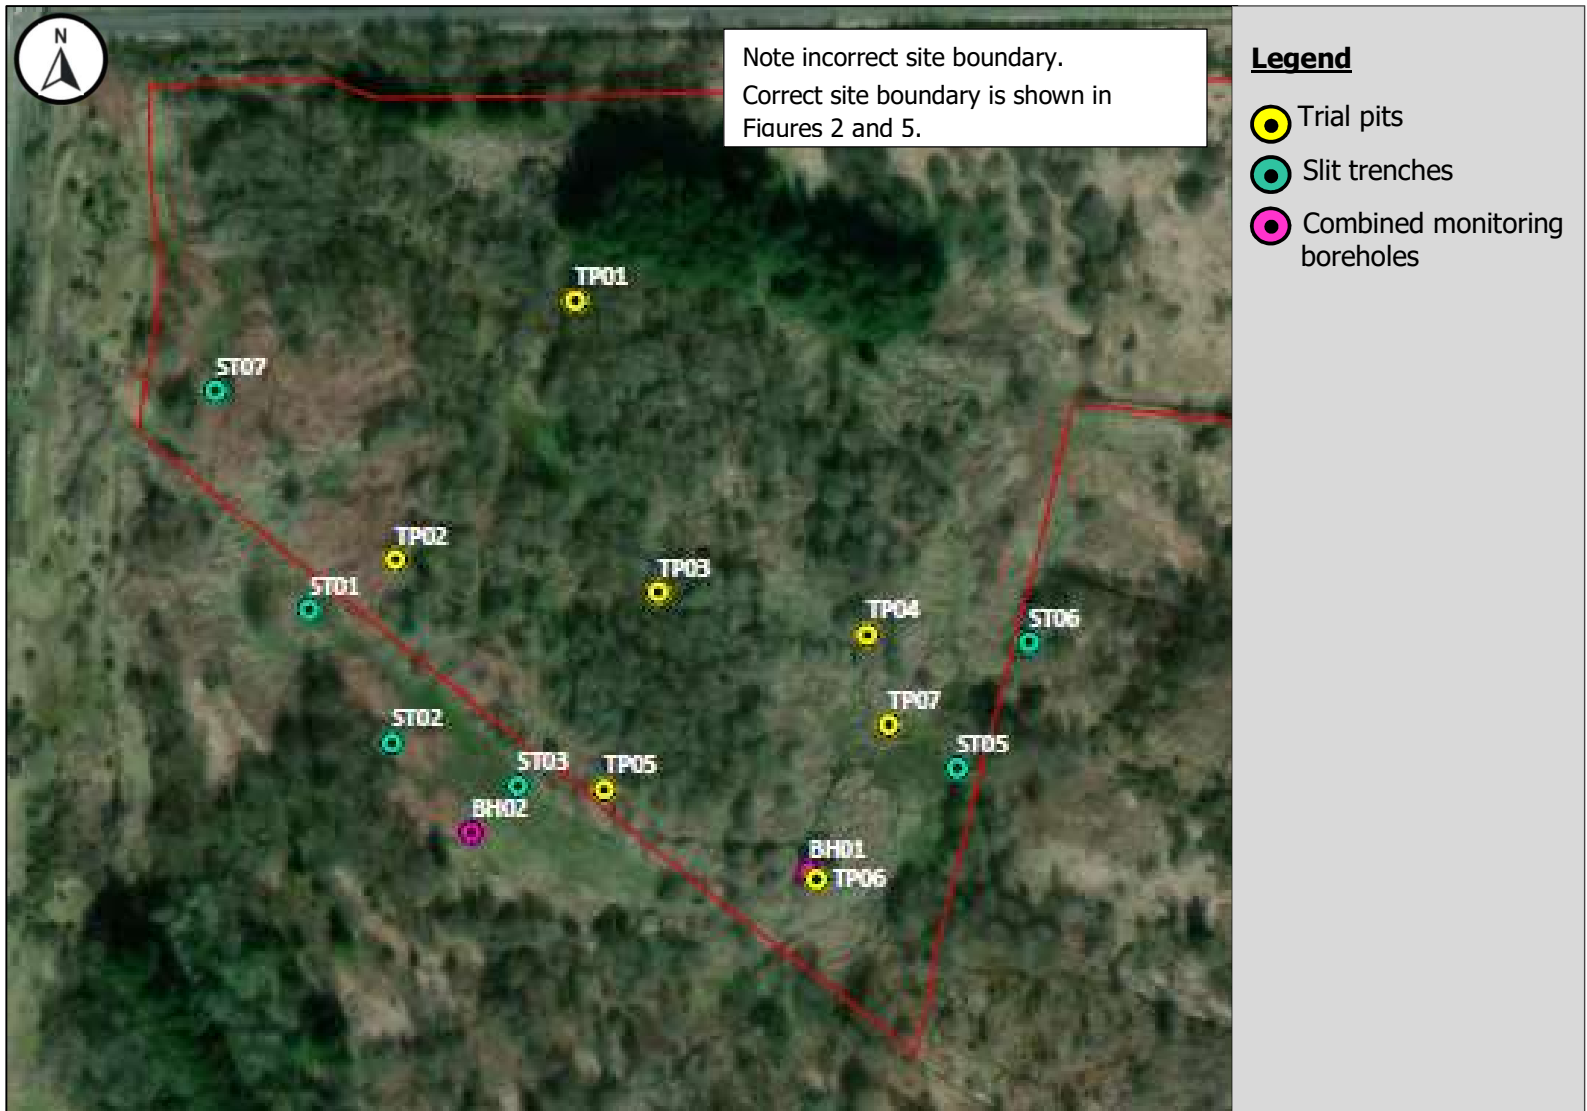 N
Note incorrect site boundary.
Correct site boundary is shown in
Figures 2 and 5.
Legend
Trial pits
Slit trenches
Combined monitoring
boreholes
TP01
ST07
TP02
TP03
ST01
TP04
ST06
TP07
ST02
ST05
ST03
TP05
BH02
BH01
TP06